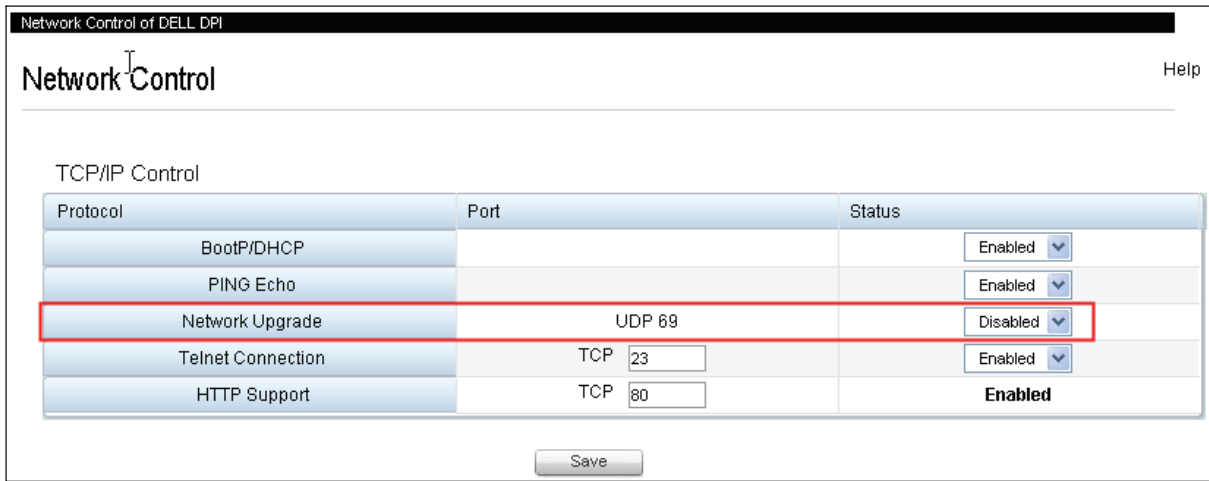 Network Control of DELL DPI
Network Control
Help
TCP/IP Control
Protocol Port Status
BootP/DHCP Enabled
PING Echo Enabled
Network Upgrade UDP 69 Disabled
Telnet Connection TCP 23 Enabled
HTTP Support TCP 80 Enabled
Save